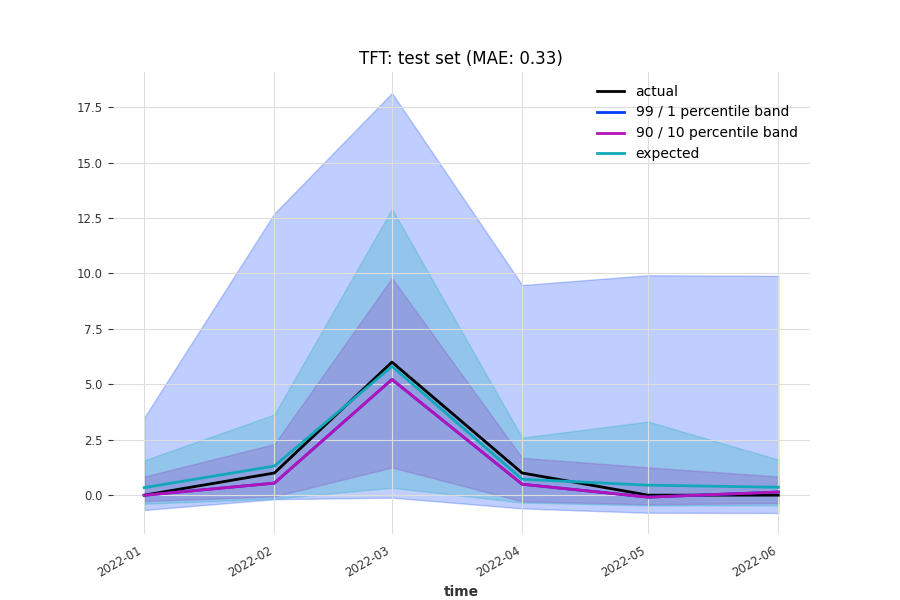 TFT: test set (MAE: 0.33)
actual
99 / 1 percentile band
90 / 10 percentile band
expected
17.5
15.0
12.5
10.0
7.5
5.0
2.5
0.0
2022-01
2022-02
2022-03
2022-04
2022-05
2022-06
time